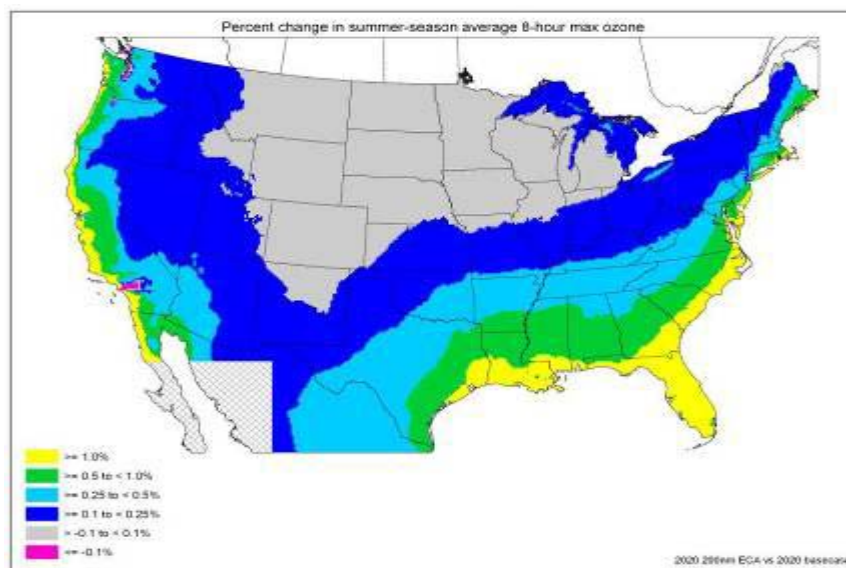 Percent change in summer-season average 8-hour max ozone
>= 1.0%
>= 0.5 to < 1.0%
>= 0.25 to < 0.5%
>= 0.1 to < 0.25%
> -0.1 to < 0.1%
<= -0.1%
2020 200nm ECA vs 2020 basecase